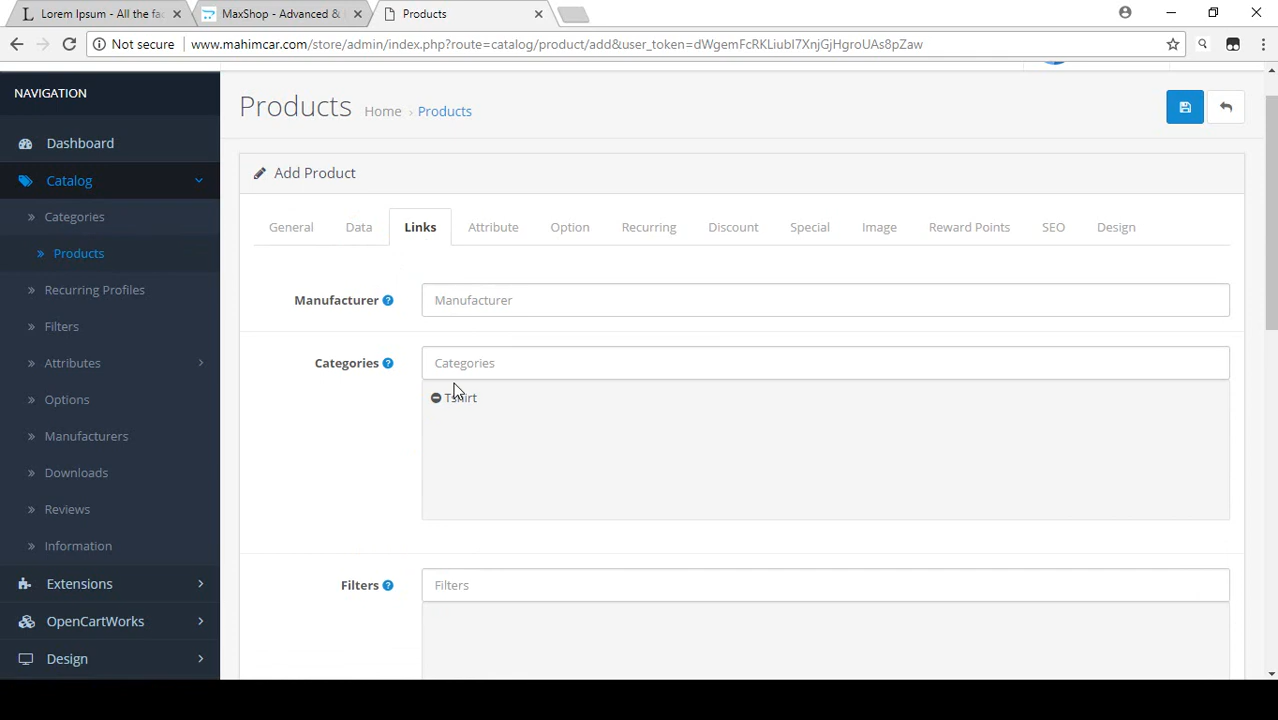 Lorem Ipsum - All the fa
MaxShop - Advanced &
Products
Not secure
www.mahimcar.com/store/admin/index.php?route=catalog/product/add&user_token=dWgemFcRKLiubI7XnjGjHgroUAs8pZaw
NAVIGATION
Dashboard
Catalog
Categories
Products
Recurring Profiles
Filters
Attributes
Options
Manufacturers
Downloads
Reviews
Information
Extensions
OpenCartWorks
Design
Products
Home › Products
Add Product
General Data Links Attribute Option Recurring Discount Special Image Reward Points SEO Design
Manufacturer
Manufacturer
Categories
Categories
Tshirt
Filters
Filters